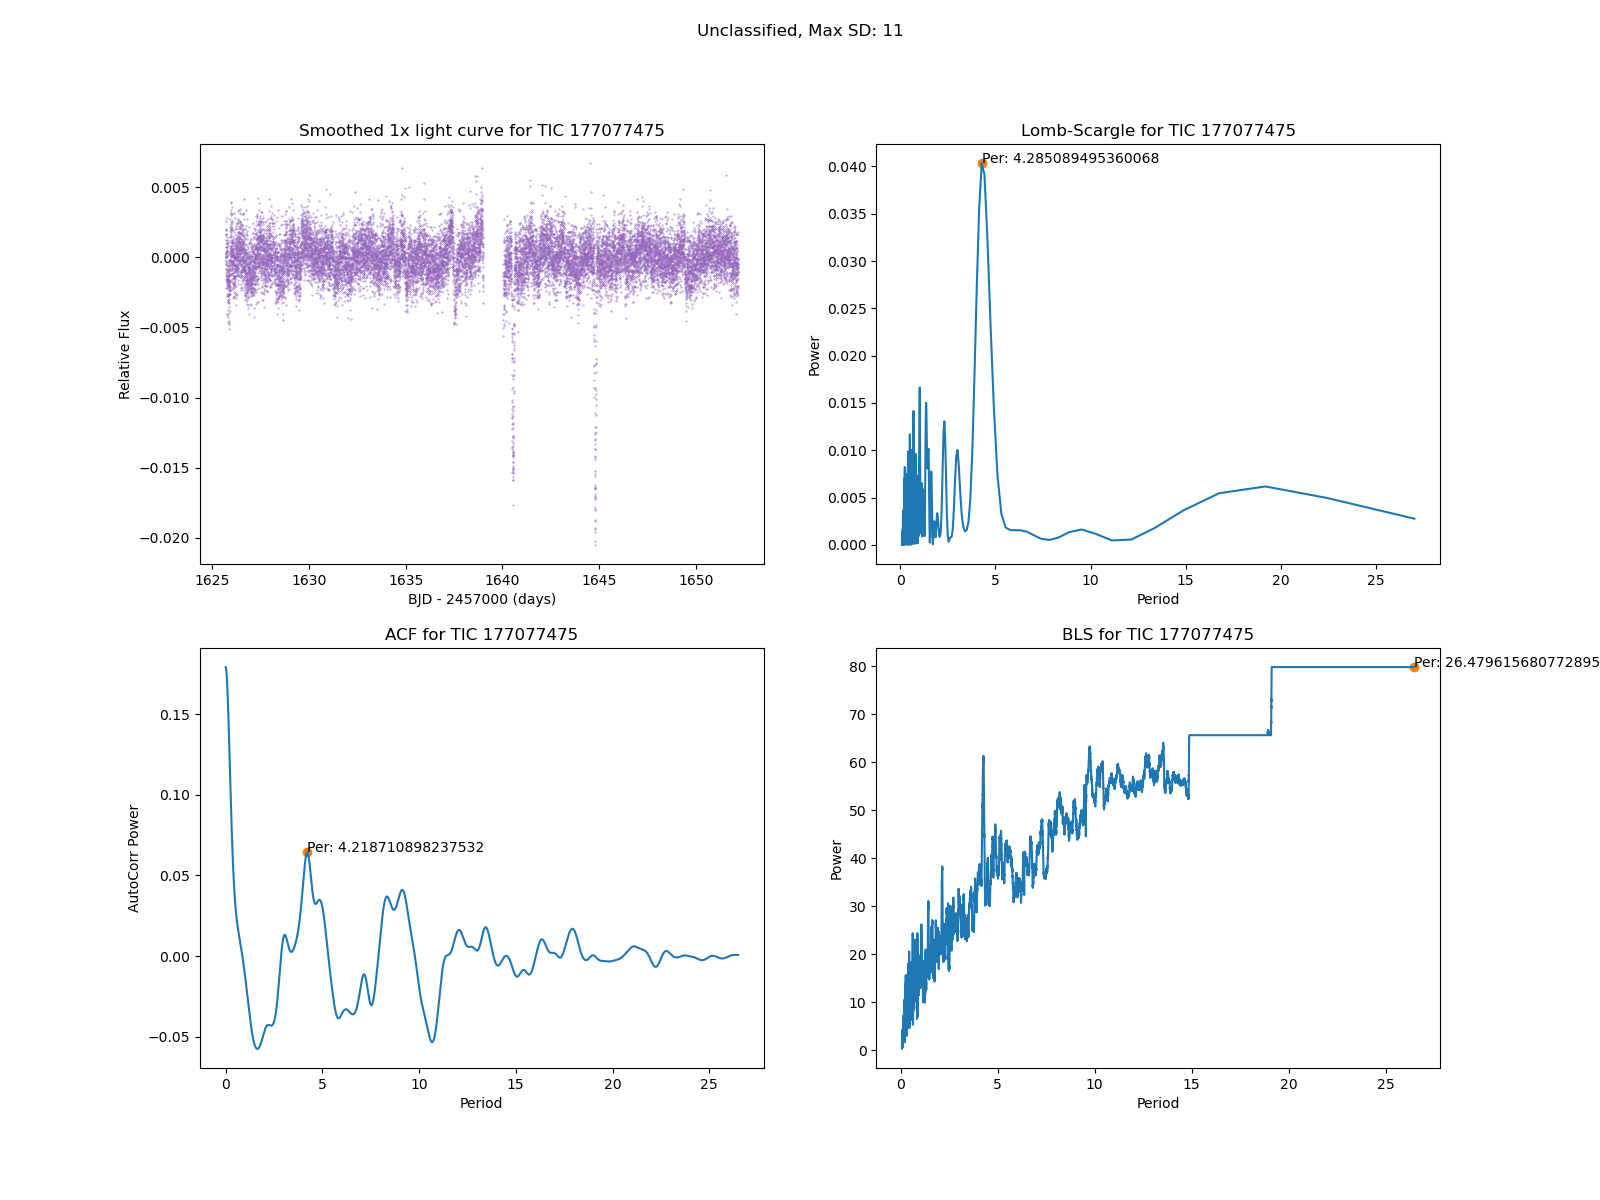 Unclassified, Max SD: 11
Smoothed 1x light curve for TIC 177077475
0.005
0.000
−0.005
−0.010
−0.015
−0.020
Relative Flux
1625 1630 1635 1640 1645 1650
BJD - 2457000 (days)
Lomb-Scargle for TIC 177077475
Per: 4.285089495360068
0.040
0.035
0.030
0.025
0.020
0.015
0.010
0.005
0.000
Power
0 5 10 15 20 25
Period
ACF for TIC 177077475
Per: 4.218710898237532
0.15
0.10
0.05
0.00
−0.05
AutoCorr Power
0 5 10 15 20 25
Period
BLS for TIC 177077475
Per: 26.479615680772895
80
70
60
50
40
30
20
10
0
Power
0 5 10 15 20 25
Period